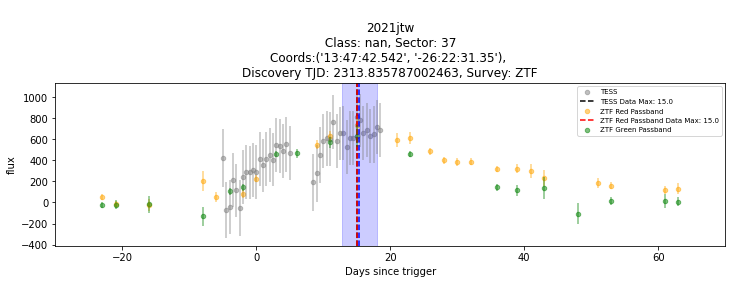 2021jtw
Class: nan, Sector: 37
Coords:('13:47:42.542', '-26:22:31.35'),
Discovery TJD: 2313.835787002463, Survey: ZTF
TESS
TESS Data Max: 15.0
ZTF Red Passband
ZTF Red Passband Data Max: 15.0
ZTF Green Passband
flux
1000
800
600
400
200
0
−200
−400
−20 0 20 40 60
Days since trigger